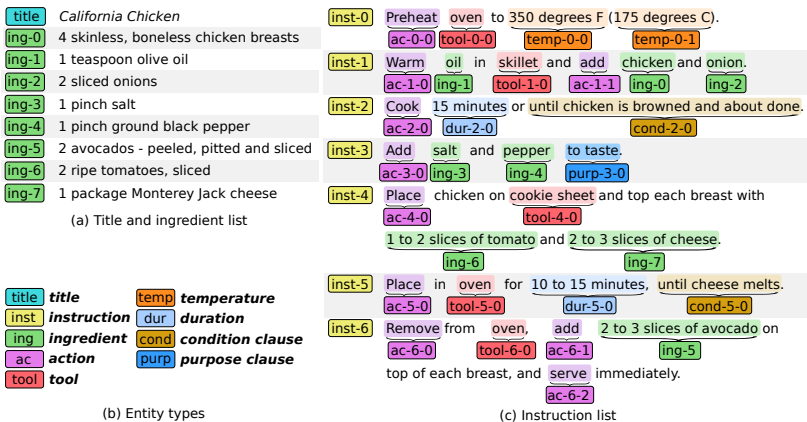 title California Chicken
ing-0 4 skinless, boneless chicken breasts
ing-1 1 teaspoon olive oil
ing-2 2 sliced onions
ing-3 1 pinch salt
ing-4 1 pinch ground black pepper
ing-5 2 avocados - peeled, pitted and sliced
ing-6 2 ripe tomatoes, sliced
ing-7 1 package Monterey Jack cheese
(a) Title and ingredient list
title title
inst instruction
ing ingredient
ac action
tool tool
temp temperature
dur duration
cond condition clause
purp purpose clause
(b) Entity types
inst-0 Preheat oven to 350 degrees F (175 degrees C).
ac-0-0 tool-0-0 temp-0-0 temp-0-1
inst-1 Warm oil in skillet and add chicken and onion.
ac-1-0 ing-1 tool-1-0 ac-1-1 ing-0 ing-2
inst-2 Cook 15 minutes or until chicken is browned and about done.
ac-2-0 dur-2-0 cond-2-0
inst-3 Add salt and pepper to taste.
ac-3-0 ing-3 ing-4 purp-3-0
inst-4 Place chicken on cookie sheet and top each breast with
ac-4-0 tool-4-0
1 to 2 slices of tomato and 2 to 3 slices of cheese.
ing-6 ing-7
inst-5 Place in oven for 10 to 15 minutes, until cheese melts.
ac-5-0 tool-5-0 dur-5-0 cond-5-0
inst-6 Remove from oven, add 2 to 3 slices of avocado on
ac-6-0 tool-6-0 ac-6-1 ing-5
top of each breast, and serve immediately.
ac-6-2
(c) Instruction list